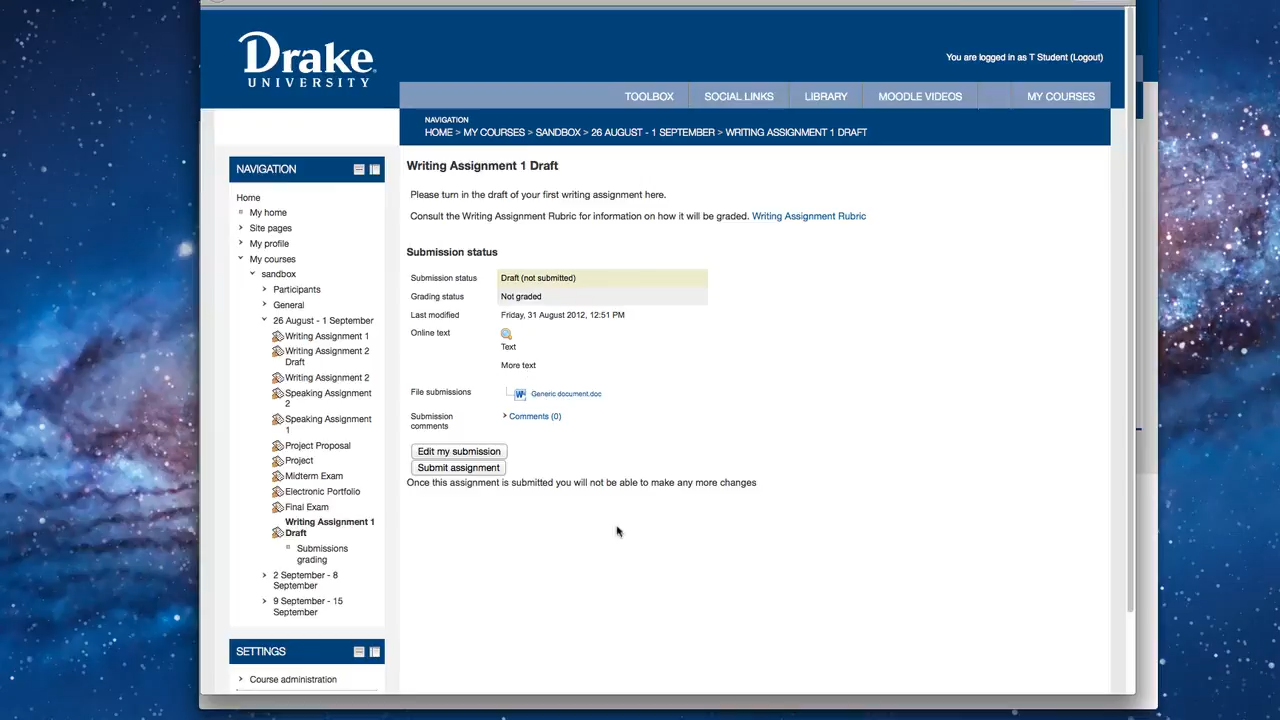 Drake
UNIVERSITY
You are logged in as T Student (Logout)
TOOLBOX SOCIAL LINKS LIBRARY MOODLE VIDEOS MY COURSES
NAVIGATION
HOME > MY COURSES > SANDBOX > 26 AUGUST - 1 SEPTEMBER > WRITING ASSIGNMENT 1 DRAFT
NAVIGATION
Home
My home
Site pages
My profile
My courses
sandbox
Participants
General
26 August - 1 September
Writing Assignment 1
Writing Assignment 2
Draft
Writing Assignment 2
Speaking Assignment
2
Speaking Assignment
1
Project Proposal
Project
Midterm Exam
Electronic Portfolio
Final Exam
Writing Assignment 1
Draft
Submissions
grading
2 September - 8
September
9 September - 15
September
SETTINGS
Course administration
Writing Assignment 1 Draft
Please turn in the draft of your first writing assignment here.
Consult the Writing Assignment Rubric for information on how it will be graded. Writing Assignment Rubric
Submission status
Submission status Draft (not submitted)
Grading status Not graded
Last modified Friday, 31 August 2012, 12:51 PM
Online text
Text
More text
File submissions Generic document.doc
Submission
comments
Comments (0)
Edit my submission
Submit assignment
Once this assignment is submitted you will not be able to make any more changes